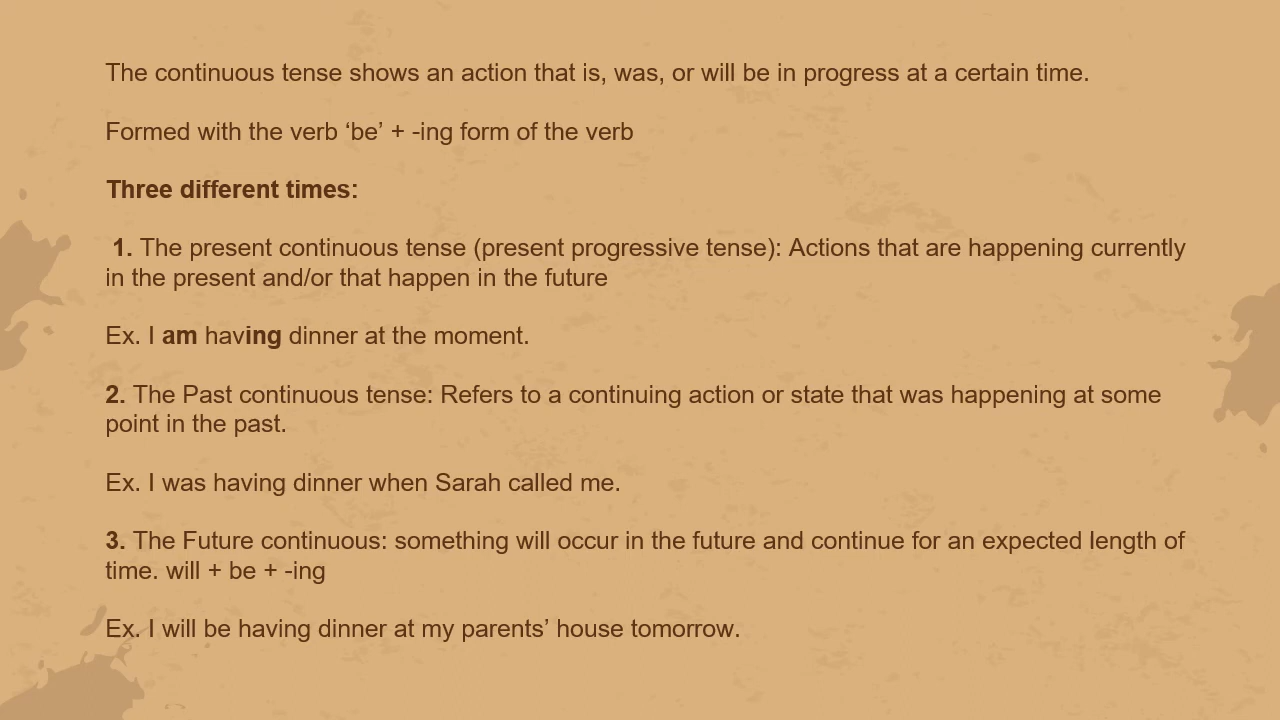 The continuous tense shows an action that is, was, or will be in progress at a certain time.
Formed with the verb ‘be’ + -ing form of the verb
Three different times:
1. The present continuous tense (present progressive tense): Actions that are happening currently
in the present and/or that happen in the future
Ex. I am having dinner at the moment.
2. The Past continuous tense: Refers to a continuing action or state that was happening at some
point in the past.
Ex. I was having dinner when Sarah called me.
3. The Future continuous: something will occur in the future and continue for an expected length of
time. will + be + -ing
Ex. I will be having dinner at my parents’ house tomorrow.